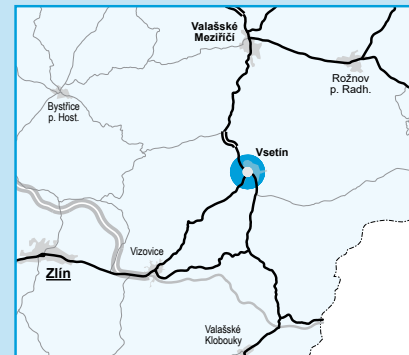 Valašské
Meziříčí
Rožnov
p. Radh.
Bystřice
p. Host.
Vsetín
Vizovice
Zlín
Valašské
Klobouky